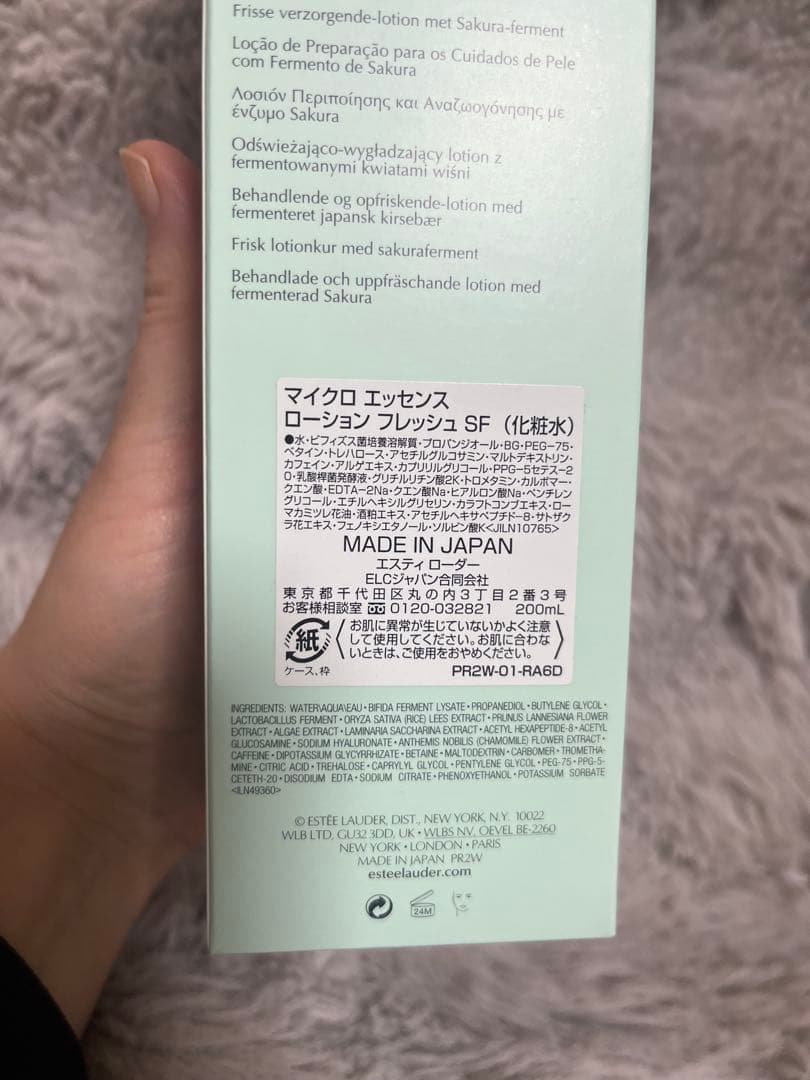 Frisse verzorgende-lotion met Sakura-ferment
Loção de Preparação para os Cuidados de Pele
com Fermento de Sakura
Λοσιόν Περιποίησης και Αναζωογόνησης με
ένζυμο Sakura
Odświeżająco-wygładzający lotion z
fermentowanymi kwiatami wiśni
Behandlende og opfriskende-lotion med
fermenteret japansk kirsebær
Frisk lotionkur med sakuraferment
Behandlade och uppfräschande lotion med
fermenterad Sakura
マイクロ エッセンス
ローション フレッシュ SF（化粧水）
●水・ビフィズス菌培養溶解質・プロパンジオール・BG・PEG-75・
ベタイン・トレハロース・アセチルグルコサミン・マルトデキストリン・
カフェイン・アルゲエキス・カプリリルグリコール・PPG-5セテス-2
0・乳酸桿菌発酵液・グリチルリチン酸2K・トロメタミン・カルボマー・
クエン酸・EDTA-2Na・クエン酸Na・ヒアルロン酸Na・ペンチレン
グリコール・エチルヘキシルグリセリン・カラフトコンブエキス・ロー
マカミツレ花油・酒粕エキス・アセチルヘキサペプチド-8・サトザク
ラ花エキス・フェノキシエタノール・ソルビン酸K<JILN10765>
MADE IN JAPAN
エスティ ローダー
ELCジャパン合同会社
東京都千代田区丸の内3丁目2番3号
お客様相談室 0120-032821 200mL
紙
ケース、枠
お肌に異常が生じていないかよく注意
して使用してください。お肌に合わな
いときは、ご使用をおやめください。
PR2W-01-RA6D
INGREDIENTS: WATER\AQUA\EAU • BIFIDA FERMENT LYSATE • PROPANEDIOL • BUTYLENE GLYCOL •
LACTOBACILLUS FERMENT • ORYZA SATIVA (RICE) LEES EXTRACT • PRUNUS LANNESIANA FLOWER
EXTRACT • ALGAE EXTRACT • LAMINARIA SACCHARINA EXTRACT • ACETYL HEXAPEPTIDE-8 • ACETYL
GLUCOSAMINE • SODIUM HYALURONATE • ANTHEMIS NOBILIS (CHAMOMILE) FLOWER EXTRACT •
CAFFEINE • DIPOTASSIUM GLYCYRRHIZATE • BETAINE • MALTODEXTRIN • CARBOMER • TROMETHA-
MINE • CITRIC ACID • TREHALOSE • CAPRYLYL GLYCOL • PENTYLENE GLYCOL • PEG-75 • PPG-5-
CETETH-20 • DISODIUM EDTA • SODIUM CITRATE • PHENOXYETHANOL • POTASSIUM SORBATE
<ILN49360>
© ESTĒE LAUDER, DIST., NEW YORK, N.Y. 10022
WLB LTD, GU32 3DD, UK • WLBS NV, OEVEL BE-2260
NEW YORK • LONDON • PARIS
MADE IN JAPAN PR2W
esteelauder.com
24M